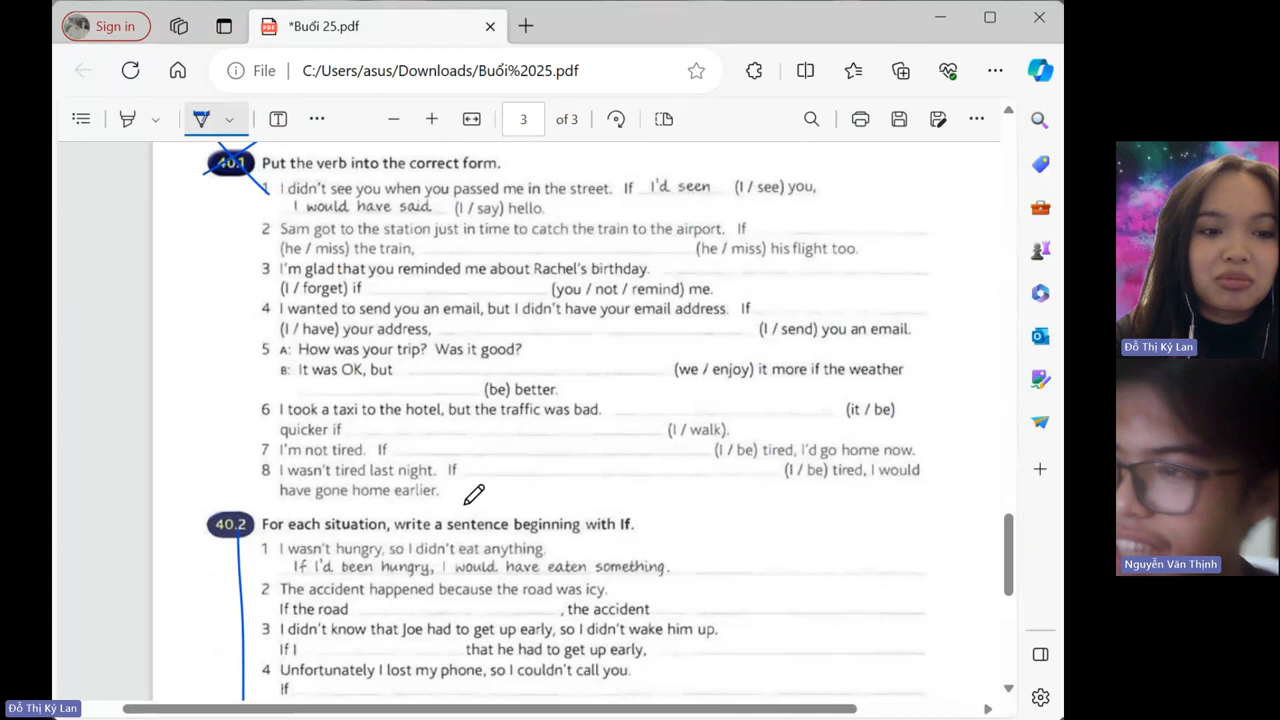 Sign in
*Buổi 25.pdf
File C:/Users/asus/Downloads/Buổi%2025.pdf
3 of 3
40.1 Put the verb into the correct form.
1 I didn't see you when you passed me in the street. If I'd seen (I / see) you,
I would have said (I / say) hello.
2 Sam got to the station just in time to catch the train to the airport. If
(he / miss) the train, (he / miss) his flight too.
3 I'm glad that you reminded me about Rachel's birthday.
(I / forget) if (you / not / remind) me.
4 I wanted to send you an email, but I didn't have your email address. If
(I / have) your address, (I / send) you an email.
5 A: How was your trip? Was it good?
B: It was OK, but (we / enjoy) it more if the weather
(be) better.
6 I took a taxi to the hotel, but the traffic was bad. (it / be)
quicker if (I / walk).
7 I'm not tired. If (I / be) tired, I'd go home now.
8 I wasn't tired last night. If (I / be) tired, I would
have gone home earlier.
40.2 For each situation, write a sentence beginning with If.
1 I wasn't hungry, so I didn't eat anything.
If I'd been hungry, I would have eaten something.
2 The accident happened because the road was icy.
If the road , the accident
3 I didn't know that Joe had to get up early, so I didn't wake him up.
If I that he had to get up early,
4 Unfortunately I lost my phone, so I couldn't call you.
If
Đỗ Thị Kỳ Lan
Nguyễn Văn Thịnh
Đỗ Thị Kỳ Lan